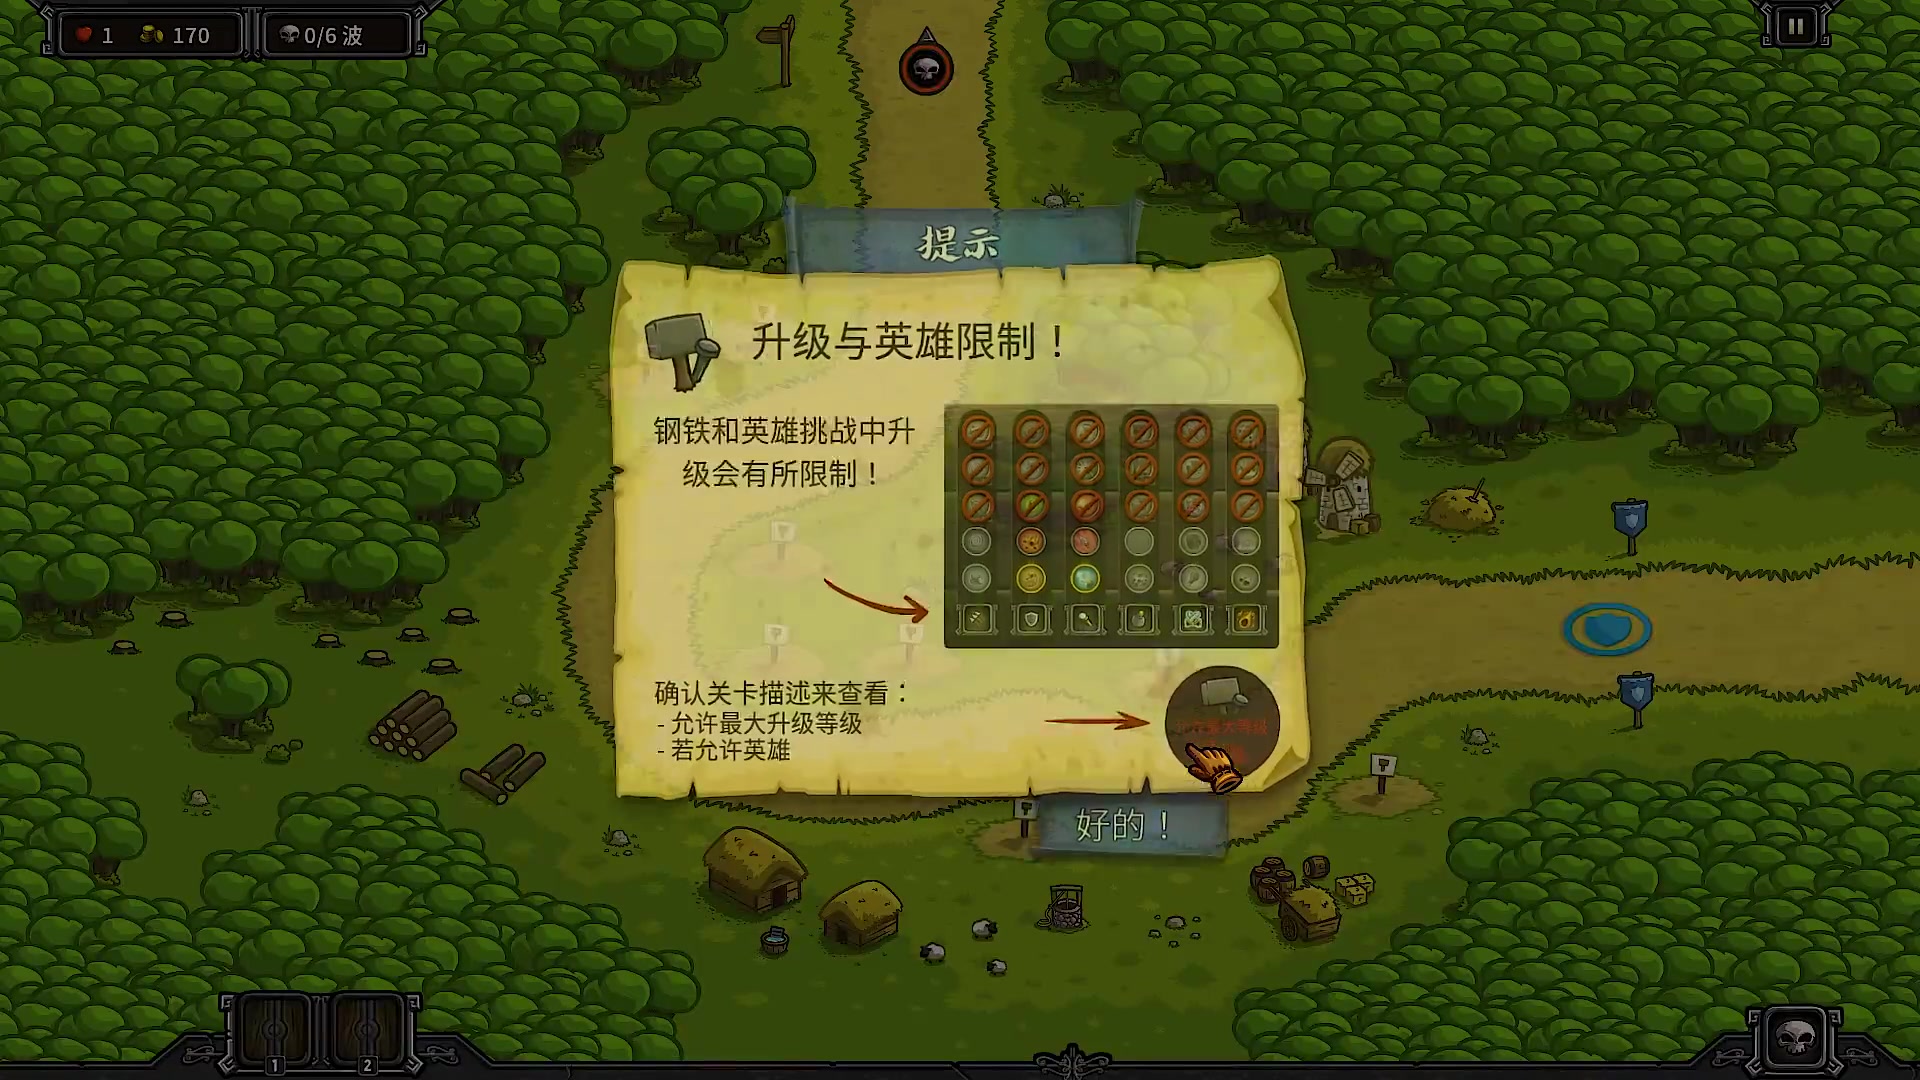 1
170
0/6 波
提示
升级与英雄限制！
钢铁和英雄挑战中升
级会有所限制！
确认关卡描述来查看：
- 允许最大升级等级
- 若允许英雄
好的！
1
2